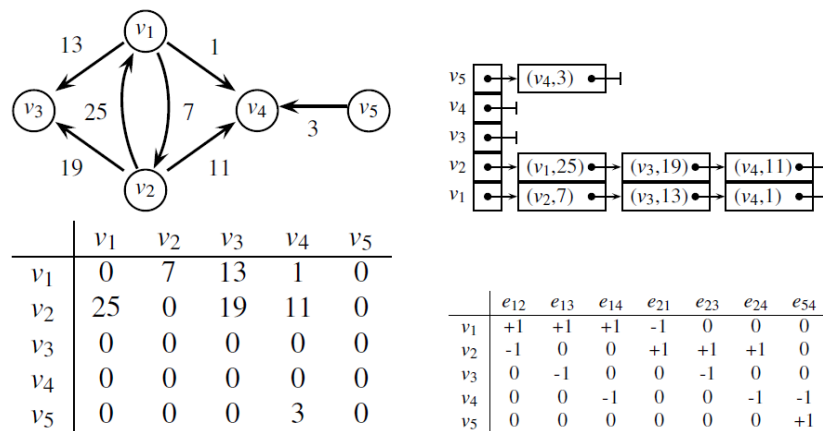 v1
13
1
v3
25
7
v4
v5
3
19
11
v2
v5 (v4,3)
v4
v3
v2 (v1,25) (v3,19) (v4,11)
v1 (v2,7) (v3,13) (v4,1)
v1 v2 v3 v4 v5
v1 0 7 13 1 0
v2 25 0 19 11 0
v3 0 0 0 0 0
v4 0 0 0 0 0
v5 0 0 0 3 0
e12 e13 e14 e21 e23 e24 e54
v1 +1 +1 +1 -1 0 0 0
v2 -1 0 0 +1 +1 +1 0
v3 0 -1 0 0 -1 0 0
v4 0 0 -1 0 0 -1 -1
v5 0 0 0 0 0 0 +1